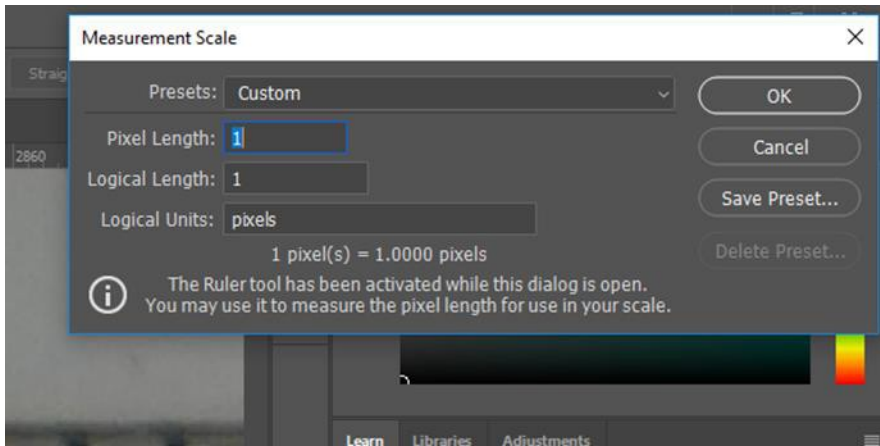 Measurement Scale
Straig
Presets: Custom
OK
Pixel Length: 1
Cancel
2860
Logical Length: 1
Save Preset...
Logical Units: pixels
1 pixel(s) = 1.0000 pixels
Delete Preset...
The Ruler tool has been activated while this dialog is open.
You may use it to measure the pixel length for use in your scale.
Learn Libraries Adjustments